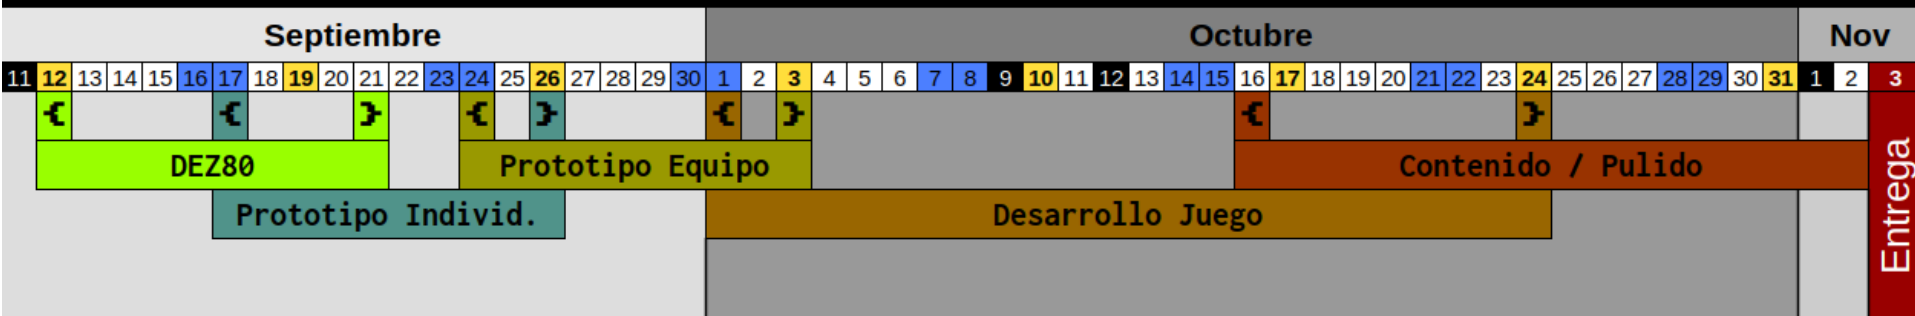 Septiembre Octubre Nov
11 12 13 14 15 16 17 18 19 20 21 22 23 24 25 26 27 28 29 30 1 2 3 4 5 6 7 8 9 10 11 12 13 14 15 16 17 18 19 20 21 22 23 24 25 26 27 28 29 30 31 1 2 3
{ { } { } { } { }
DEZ80 Prototipo Equipo Contenido / Pulido
Prototipo Individ. Desarrollo Juego
Entrega